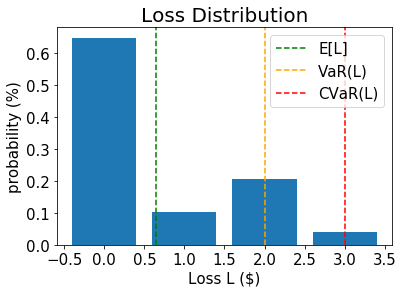 Loss Distribution
probability (%)
0.6
0.5
0.4
0.3
0.2
0.1
0.0
E[L]
VaR(L)
CVaR(L)
−0.5 0.0 0.5 1.0 1.5 2.0 2.5 3.0 3.5
Loss L ($)